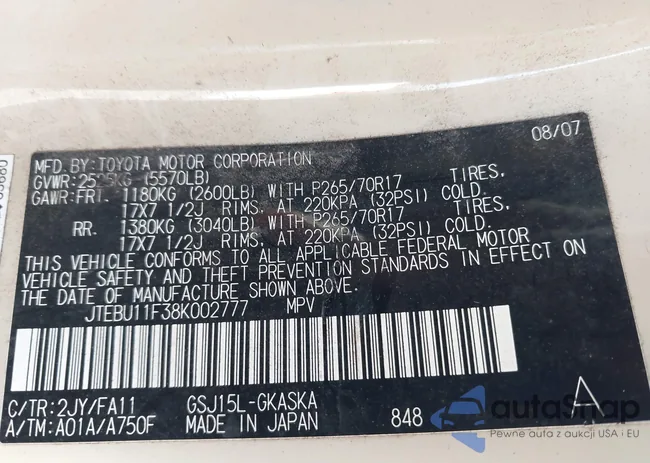 08/07
MFD.BY:TOYOTA MOTOR CORPORATION
GVWR: (5570LB)
GAWR:FRT. 1180KG (2600LB) WITH P265/70R17 TIRES,
17X7 1/2J RIMS, AT 220KPA (32PSI) COLD.
RR. 1380KG (3040LB) WITH P265/70R17 TIRES,
17X7 1/2J RIMS, AT 220KPA (32PSI) COLD.
THIS VEHICLE CONFORMS TO ALL APPLICABLE FEDERAL MOTOR
VEHICLE SAFETY AND THEFT PREVENTION STANDARDS IN EFFECT ON
THE DATE OF MANUFACTURE SHOWN ABOVE.
JTEBU11F38K002777 MPV
C/TR:2JY/FA11 GSJ15L-GKASKA
A/TM:A01A/A750F MADE IN JAPAN 848
A
autoSnap
Pewne auta z aukcji USA i EU